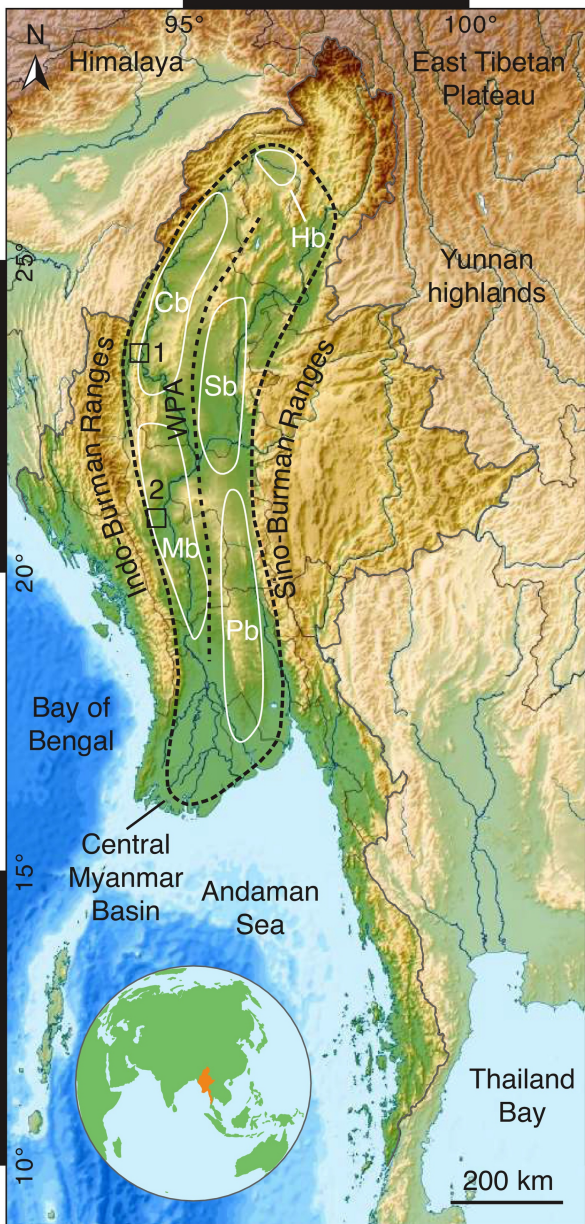 95°
100°
N
Himalaya
East Tibetan
Plateau
Hb
25°
Yunnan
highlands
Cb
1
Indo-Burman Ranges
WPA
Sb
Sino-Burman Ranges
2
Mb
20°
Pb
Bay of
Bengal
Central
Myanmar
Basin
15°
Andaman
Sea
Thailand
Bay
10°
200 km